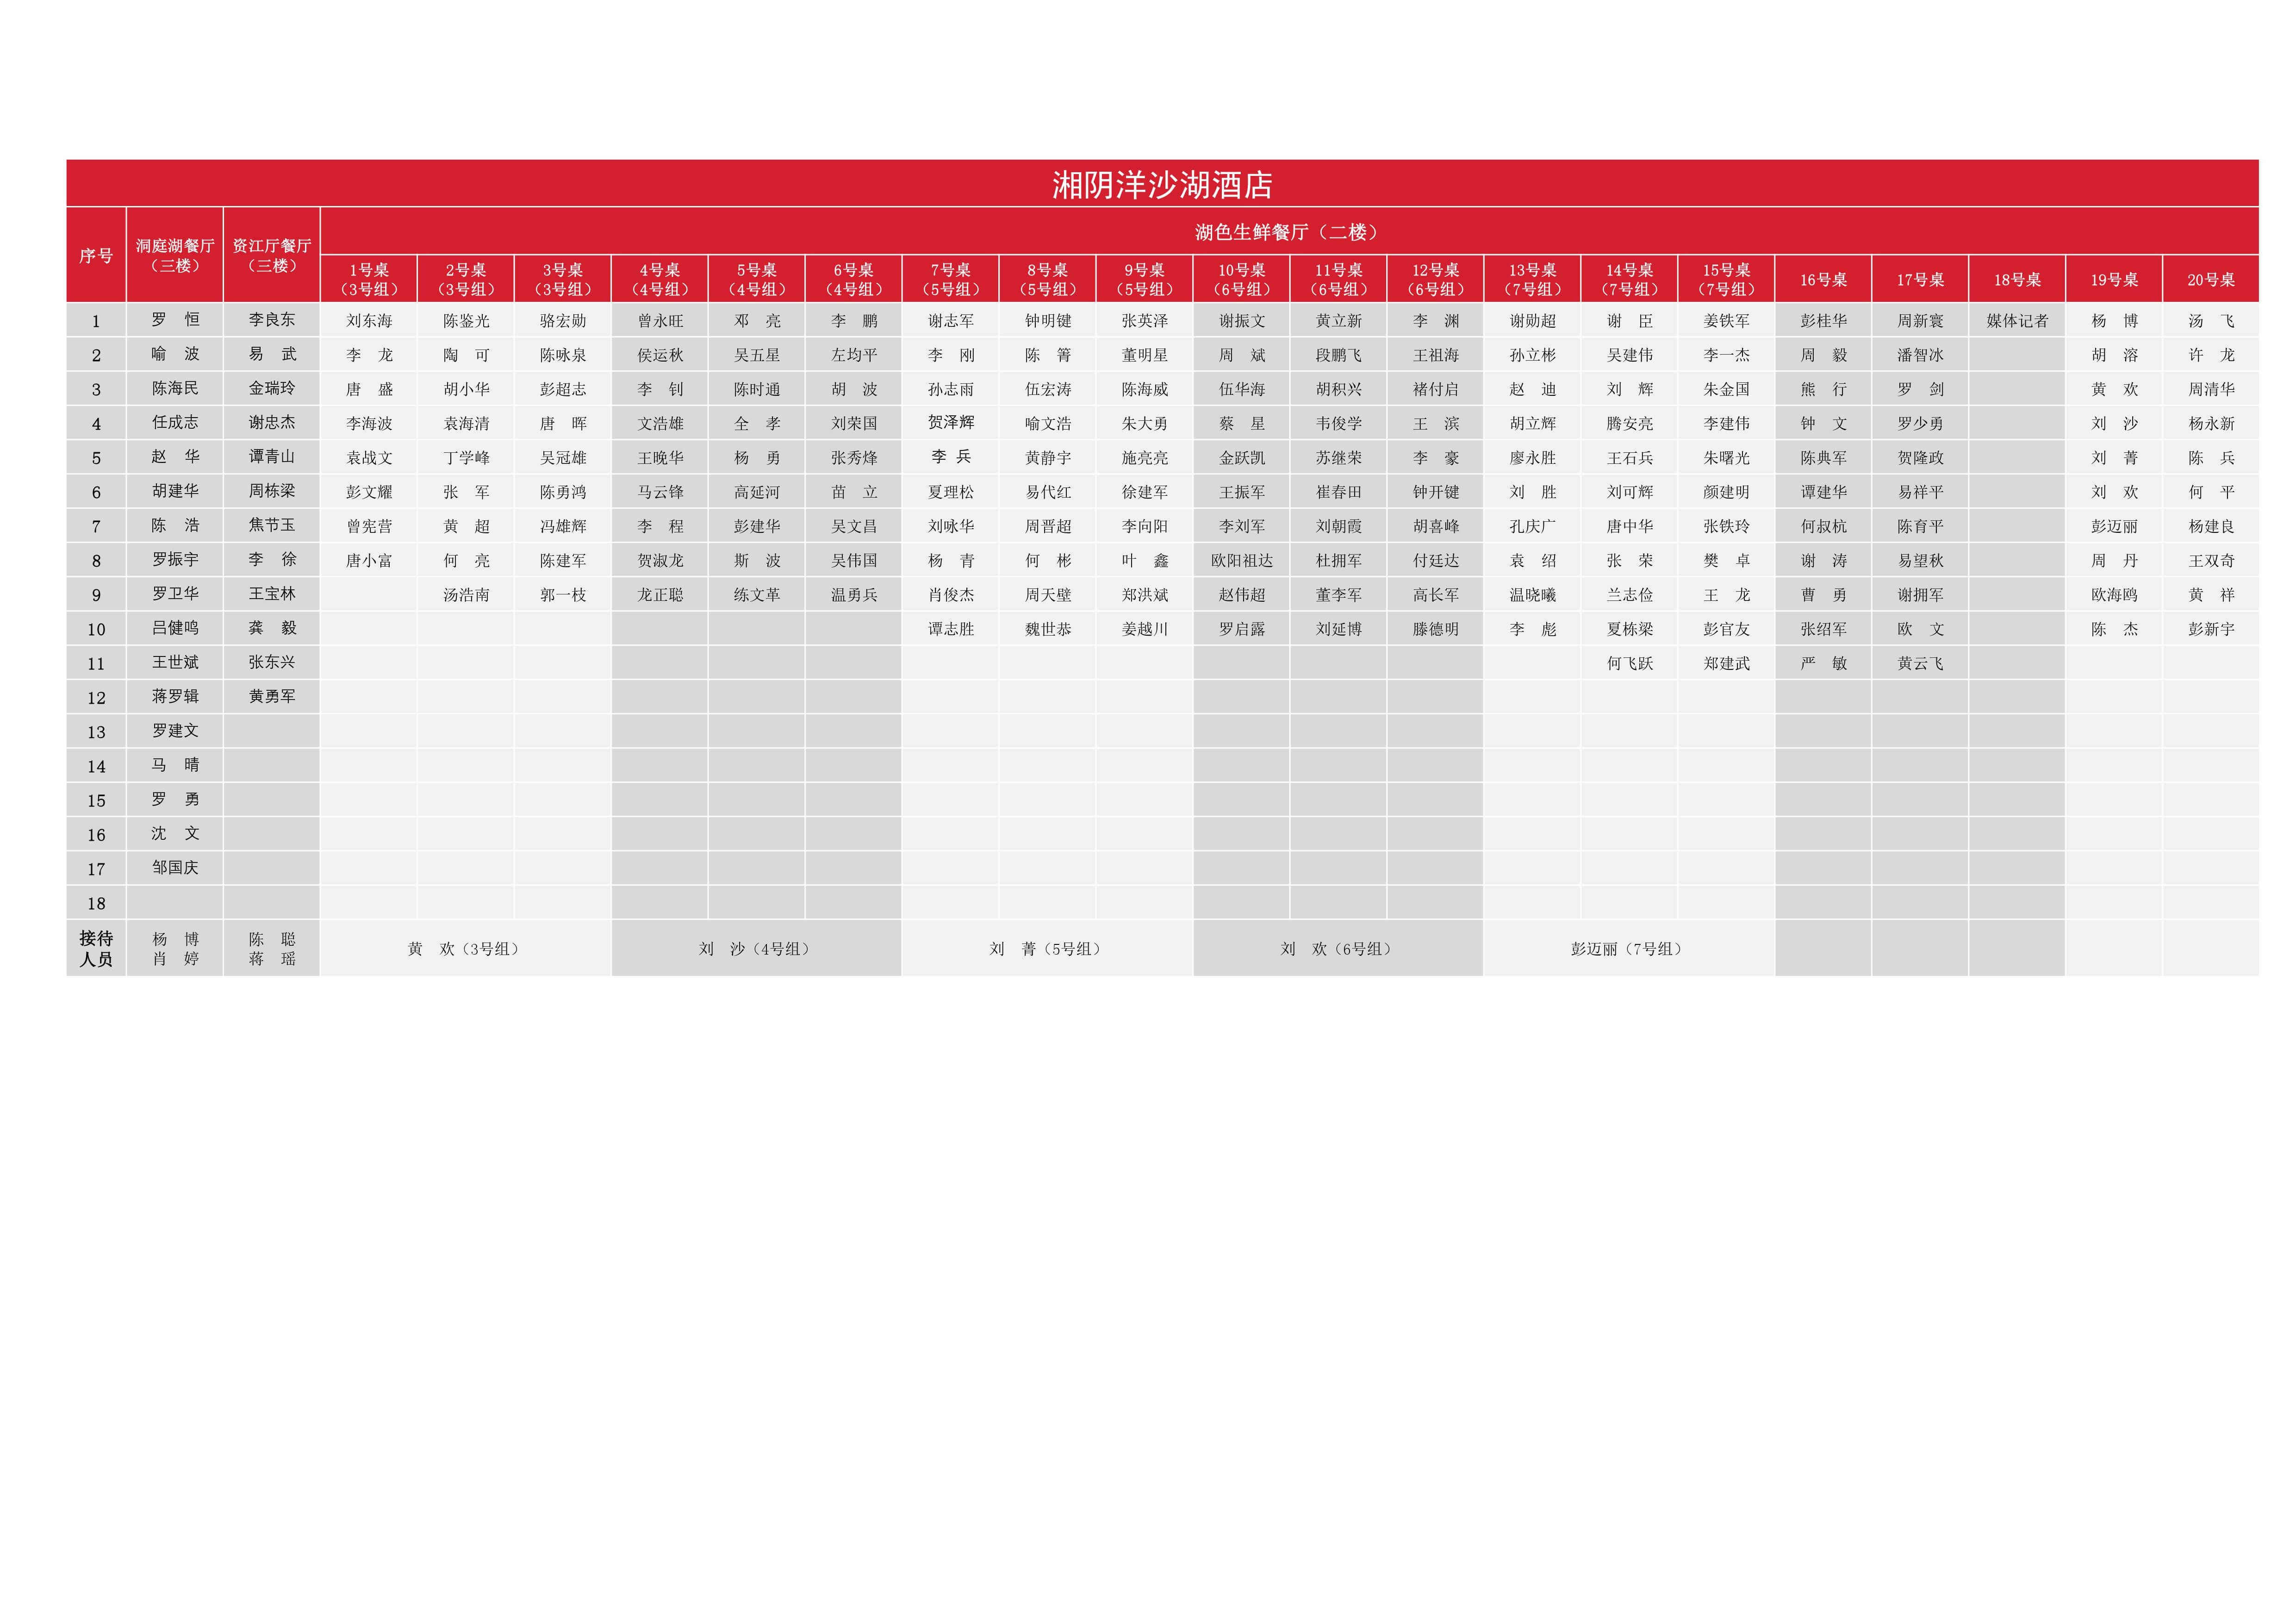 湘阴洋沙湖酒店
序号 洞庭湖餐厅（三楼） 资江厅餐厅（三楼） 湖色生鲜餐厅（二楼）
1号桌（3号组） 2号桌（3号组） 3号桌（3号组） 4号桌（4号组） 5号桌（4号组） 6号桌（4号组） 7号桌（5号组） 8号桌（5号组） 9号桌（5号组） 10号桌（6号组） 11号桌（6号组） 12号桌（6号组） 13号桌（7号组） 14号桌（7号组） 15号桌（7号组） 16号桌 17号桌 18号桌 19号桌 20号桌
1 罗 恒 李良东 刘东海 陈鉴光 骆宏勋 曾永旺 邓 亮 李 鹏 谢志军 钟明键 张英泽 谢振文 黄立新 李 渊 谢勋超 谢 臣 姜铁军 彭桂华 周新寰 媒体记者 杨 博 汤 飞
2 喻 波 易 武 李 龙 陶 可 陈咏泉 侯运秋 吴五星 左均平 李 刚 陈 箐 董明星 周 斌 段鹏飞 王祖海 孙立彬 吴建伟 李一杰 周 毅 潘智冰 胡 溶 许 龙
3 陈海民 金瑞玲 唐 盛 胡小华 彭超志 李 钊 陈时通 胡 波 孙志雨 伍宏涛 陈海威 伍华海 胡积兴 褚付启 赵 迪 刘 辉 朱金国 熊 行 罗 剑 黄 欢 周清华
4 任成志 谢忠杰 李海波 袁海清 唐 晖 文浩雄 全 孝 刘荣国 贺泽辉 喻文浩 朱大勇 蔡 星 韦俊学 王 滨 胡立辉 腾安亮 李建伟 钟 文 罗少勇 刘 沙 杨永新
5 赵 华 谭青山 袁战文 丁学峰 吴冠雄 王晚华 杨 勇 张秀烽 李 兵 黄静宇 施亮亮 金跃凯 苏继荣 李 豪 廖永胜 王石兵 朱曙光 陈典军 贺隆政 刘 菁 陈 兵
6 胡建华 周栋梁 彭文耀 张 军 陈勇鸿 马云锋 高延河 苗 立 夏理松 易代红 徐建军 王振军 崔春田 钟开键 刘 胜 刘可辉 颜建明 谭建华 易祥平 刘 欢 何 平
7 陈 浩 焦节玉 曾宪营 黄 超 冯雄辉 李 程 彭建华 吴文昌 刘咏华 周晋超 李向阳 李刘军 刘朝霞 胡喜峰 孔庆广 唐中华 张铁玲 何叔杭 陈育平 彭迈丽 杨建良
8 罗振宇 李 徐 唐小富 何 亮 陈建军 贺淑龙 斯 波 吴伟国 杨 青 何 彬 叶 鑫 欧阳祖达 杜拥军 付廷达 袁 绍 张 荣 樊 卓 谢 涛 易望秋 周 丹 王双奇
9 罗卫华 王宝林 汤浩南 郭一枝 龙正聪 练文革 温勇兵 肖俊杰 周天壁 郑洪斌 赵伟超 董李军 高长军 温晓曦 兰志俭 王 龙 曹 勇 谢拥军 欧海鸥 黄 祥
10 吕健鸣 龚 毅 谭志胜 魏世恭 姜越川 罗启露 刘延博 滕德明 李 彪 夏栋梁 彭官友 张绍军 欧 文 陈 杰 彭新宇
11 王世斌 张东兴 何飞跃 郑建武 严 敏 黄云飞
12 蒋罗辑 黄勇军
13 罗建文
14 马 晴
15 罗 勇
16 沈 文
17 邹国庆
18
接待人员 杨 博 肖 婷 陈 聪 蒋 瑶 黄 欢（3号组） 刘 沙（4号组） 刘 菁（5号组） 刘 欢（6号组） 彭迈丽（7号组）